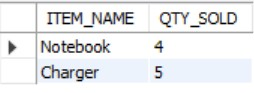 ITEM_NAME QTY_SOLD
Notebook 4
Charger 5